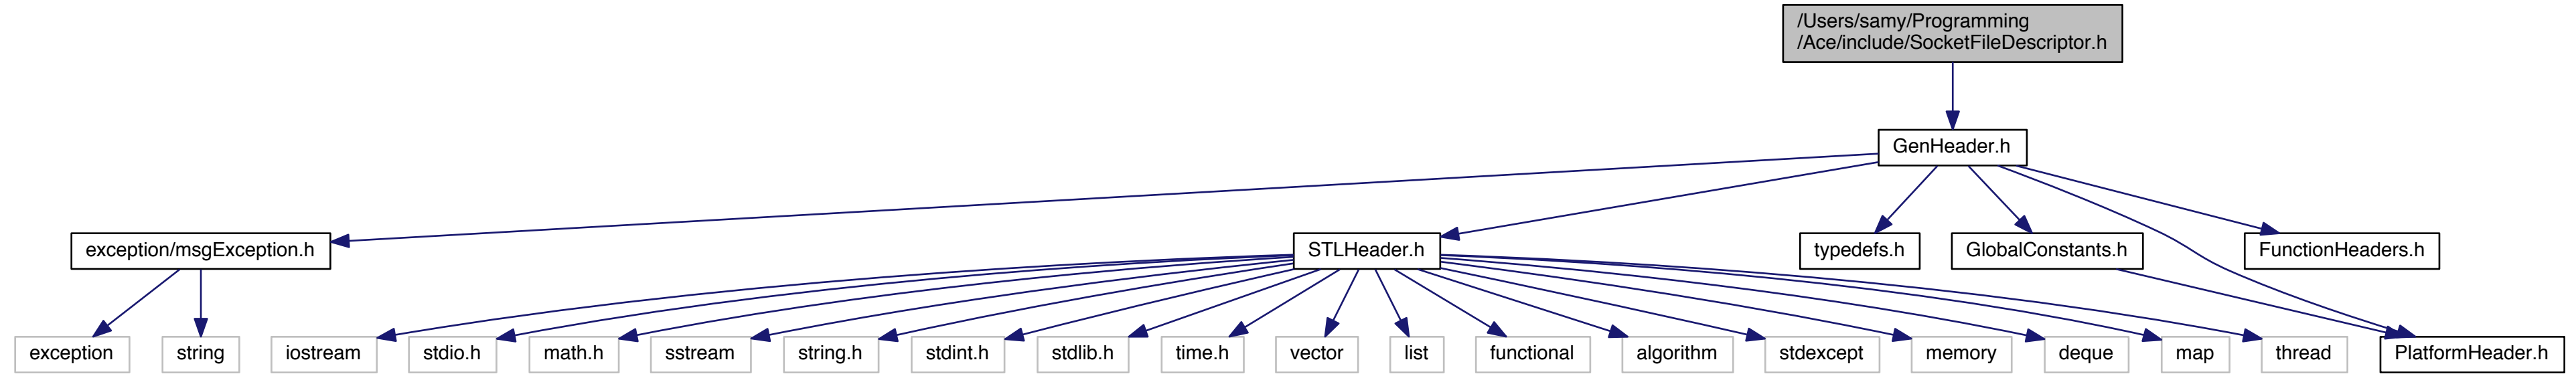 /Users/samy/Programming
/Ace/include/SocketFileDescriptor.h
GenHeader.h
exception/msgException.h
STLHeader.h
typedefs.h
GlobalConstants.h
FunctionHeaders.h
exception
string
iostream
stdio.h
math.h
sstream
string.h
stdint.h
stdlib.h
time.h
vector
list
functional
algorithm
stdexcept
memory
deque
map
thread
PlatformHeader.h